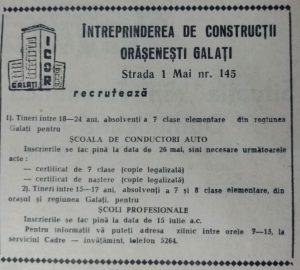 ICOR
GALAȚI
ÎNTREPRINDEREA DE CONSTRUCȚII
ORĂȘENEȘTI GALAȚI
Strada 1 Mai nr. 145
recrutează
1). Tineri între 18—24 ani, absolvenți a 7 clase elementare din regiunea
Galați pentru
ȘCOALA DE CONDUCTORI AUTO
Inscrierile se fac pînă la data de 26 mai, sînt necesare următoarele
acte :
— certificat de 7 clase (copie legalizată)
— certificat de naștere (copie legalizată)
2). Tineri între 15—17 ani, absolvenți a 7 și 8 clase elementare, din
orașul și regiunea Galați, pentru
ȘCOLI PROFESIONALE
Inscrierile se fac pînă la data de 15 iulie a.c.
Pentru informații vă puteți adresa zilnic între orele 7—15, la
serviciul Cadre — învățămînt, telefon 5264.